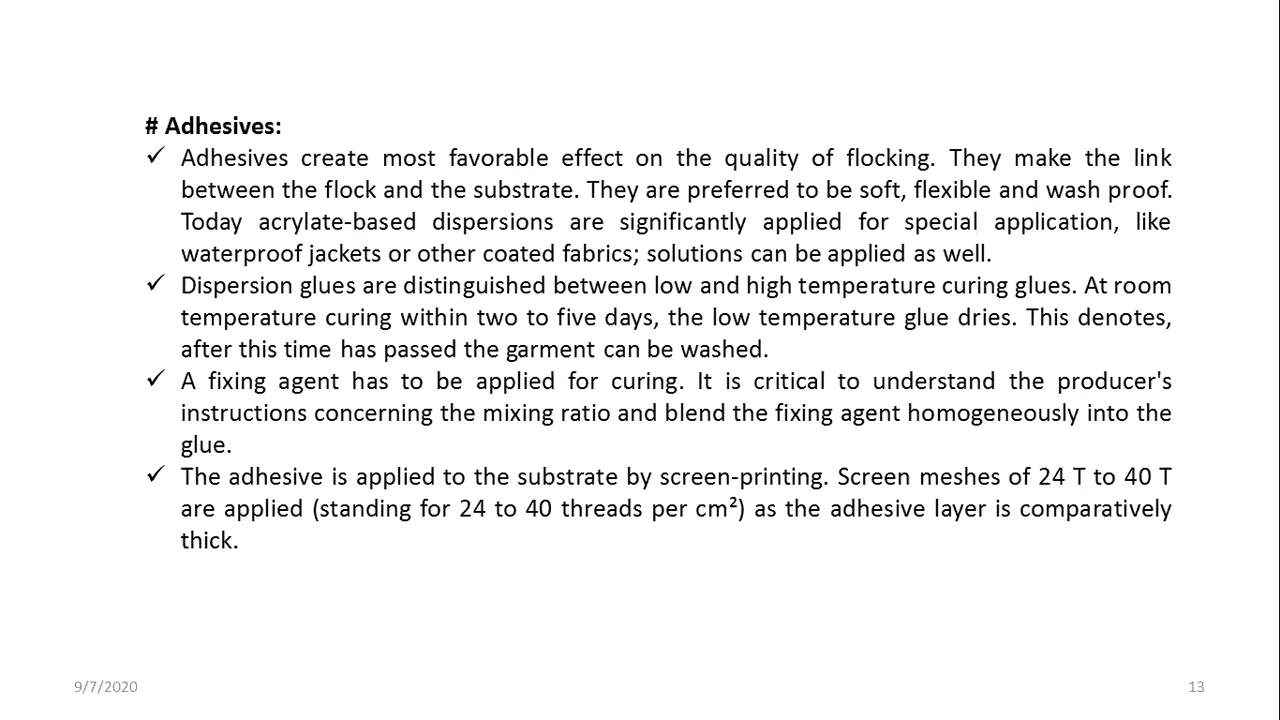 # Adhesives:
✓ Adhesives create most favorable effect on the quality of flocking. They make the link
between the flock and the substrate. They are preferred to be soft, flexible and wash proof.
Today acrylate-based dispersions are significantly applied for special application, like
waterproof jackets or other coated fabrics; solutions can be applied as well.
✓ Dispersion glues are distinguished between low and high temperature curing glues. At room
temperature curing within two to five days, the low temperature glue dries. This denotes,
after this time has passed the garment can be washed.
✓ A fixing agent has to be applied for curing. It is critical to understand the producer's
instructions concerning the mixing ratio and blend the fixing agent homogeneously into the
glue.
✓ The adhesive is applied to the substrate by screen-printing. Screen meshes of 24 T to 40 T
are applied (standing for 24 to 40 threads per cm²) as the adhesive layer is comparatively
thick.
9/7/2020
13